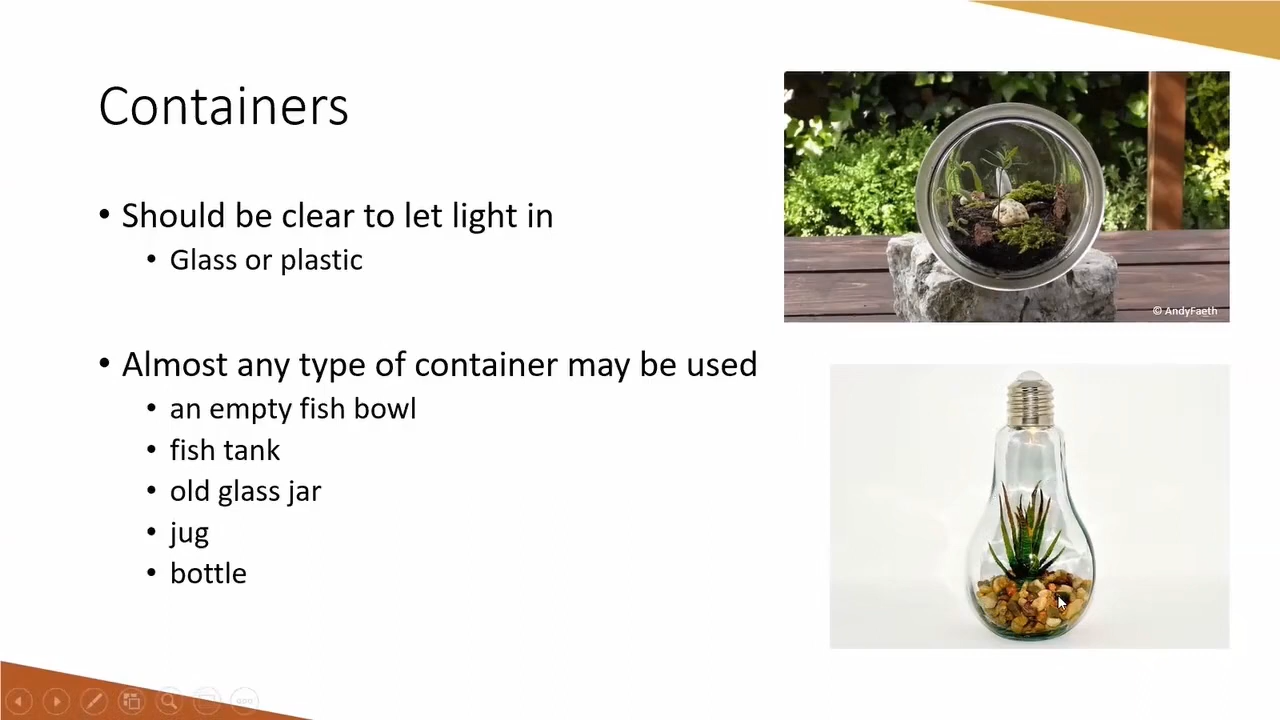 Containers
• Should be clear to let light in
• Glass or plastic
• Almost any type of container may be used
• an empty fish bowl
• fish tank
• old glass jar
• jug
• bottle
© AndyFaeth